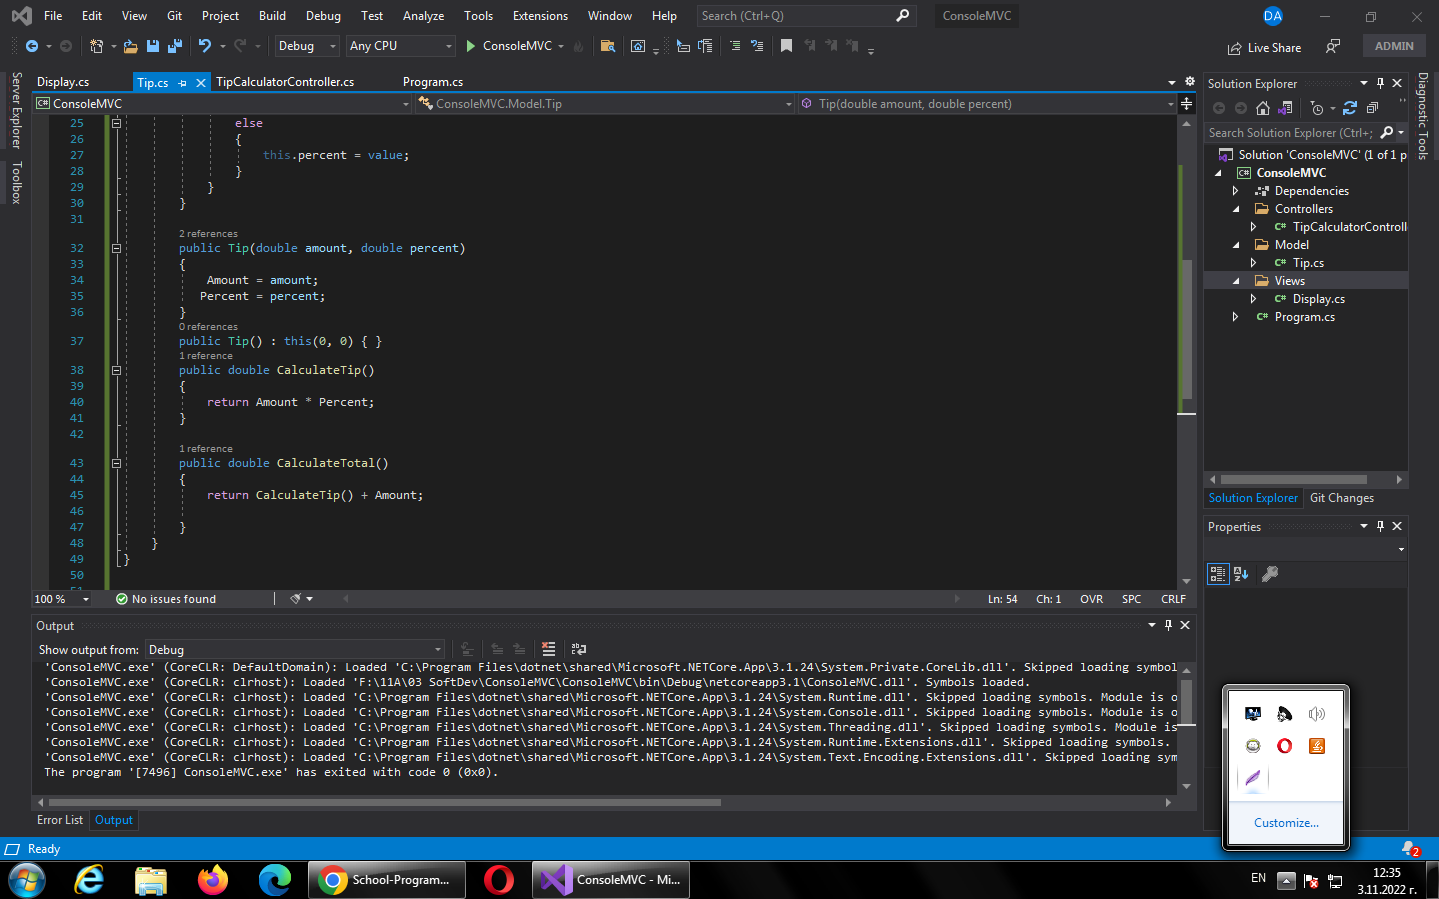 File Edit View Git Project Build Debug Test Analyze Tools Extensions Window Help Search (Ctrl+Q) ConsoleMVC DA
Debug Any CPU ConsoleMVC Live Share ADMIN
Server Explorer
Toolbox
Display.cs Tip.cs TipCalculatorController.cs Program.cs
ConsoleMVC ConsoleMVC.Model.Tip Tip(double amount, double percent)
25 else
26 {
27 this.percent = value;
28 }
29 }
30 }
31
2 references
32 public Tip(double amount, double percent)
33 {
34 Amount = amount;
35 Percent = percent;
36 }
0 references
37 public Tip() : this(0, 0) { }
1 reference
38 public double CalculateTip()
39 {
40 return Amount * Percent;
41 }
42
1 reference
43 public double CalculateTotal()
44 {
45 return CalculateTip() + Amount;
46
47 }
48 }
49 }
50
51
100 % No issues found Ln: 54 Ch: 1 OVR SPC CRLF
Output
Show output from: Debug
'ConsoleMVC.exe' (CoreCLR: DefaultDomain): Loaded 'C:\Program Files\dotnet\shared\Microsoft.NETCore.App\3.1.24\System.Private.CoreLib.dll'. Skipped loading symbol
'ConsoleMVC.exe' (CoreCLR: clrhost): Loaded 'F:\11A\03 SoftDev\ConsoleMVC\ConsoleMVC\bin\Debug\netcoreapp3.1\ConsoleMVC.dll'. Symbols loaded.
'ConsoleMVC.exe' (CoreCLR: clrhost): Loaded 'C:\Program Files\dotnet\shared\Microsoft.NETCore.App\3.1.24\System.Runtime.dll'. Skipped loading symbols. Module is o
'ConsoleMVC.exe' (CoreCLR: clrhost): Loaded 'C:\Program Files\dotnet\shared\Microsoft.NETCore.App\3.1.24\System.Console.dll'. Skipped loading symbols. Module is o
'ConsoleMVC.exe' (CoreCLR: clrhost): Loaded 'C:\Program Files\dotnet\shared\Microsoft.NETCore.App\3.1.24\System.Threading.dll'. Skipped loading symbols. Module is
'ConsoleMVC.exe' (CoreCLR: clrhost): Loaded 'C:\Program Files\dotnet\shared\Microsoft.NETCore.App\3.1.24\System.Runtime.Extensions.dll'. Skipped loading symbols.
'ConsoleMVC.exe' (CoreCLR: clrhost): Loaded 'C:\Program Files\dotnet\shared\Microsoft.NETCore.App\3.1.24\System.Text.Encoding.Extensions.dll'. Skipped loading sym
The program '[7496] ConsoleMVC.exe' has exited with code 0 (0x0).
Error List Output
Solution Explorer
Search Solution Explorer (Ctrl+;
Solution 'ConsoleMVC' (1 of 1 p
C# ConsoleMVC
Dependencies
Controllers
C# TipCalculatorControll
Model
C# Tip.cs
Views
C# Display.cs
C# Program.cs
Solution Explorer Git Changes
Properties
Diagnostic Tools
Customize...
Ready 2
School-Program... ConsoleMVC - Mi... EN 12:35
3.11.2022 г.